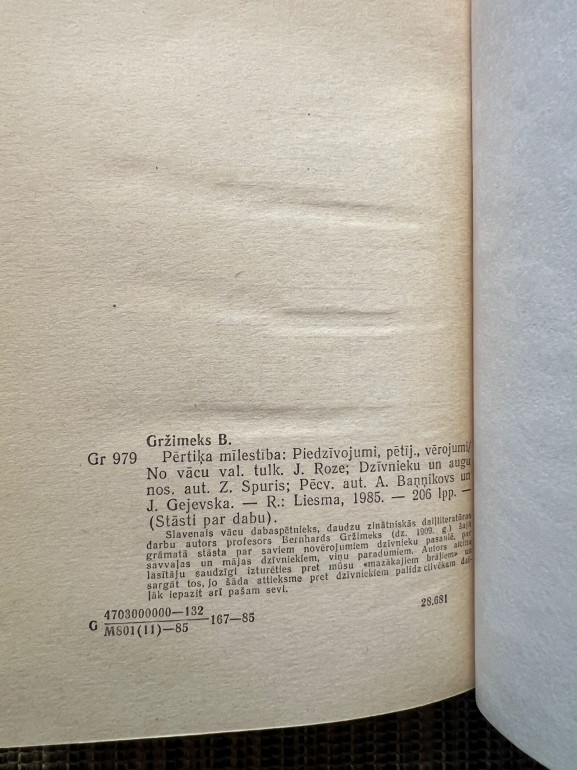 Gržimeks B.
Gr 979 Pērtiķa mīlestība: Piedzīvojumi, pētīj., vērojumi/
No vācu val. tulk. J. Roze; Dzīvnieku un augu
nos. aut. Z. Spuris; Pēcv. aut. A. Baņņikovs un
J. Gejevska. — R.: Liesma, 1985. — 206 lpp. —
(Stāsti par dabu).
Slavenais vācu dabaspētnieks, daudzu zinātniskās daiļliteratūras
darbu autors profesors Bernhards Gržimeks (dz. 1909. g.) šajā
grāmatā stāsta par saviem novērojumiem dzīvnieku pasaulē, par
savvaļas un mājas dzīvniekiem, viņu paradumiem. Autors aicina
lasītāju saudzīgi izturēties pret mūsu «mazākajiem brāļiem» un
sargāt tos, jo šāda attieksme pret dzīvniekiem palīdz cilvēkam dzi-
ļāk iepazīt arī pašam sevi.
G 4703000000—132
M801(11)—85 167—85
28.681